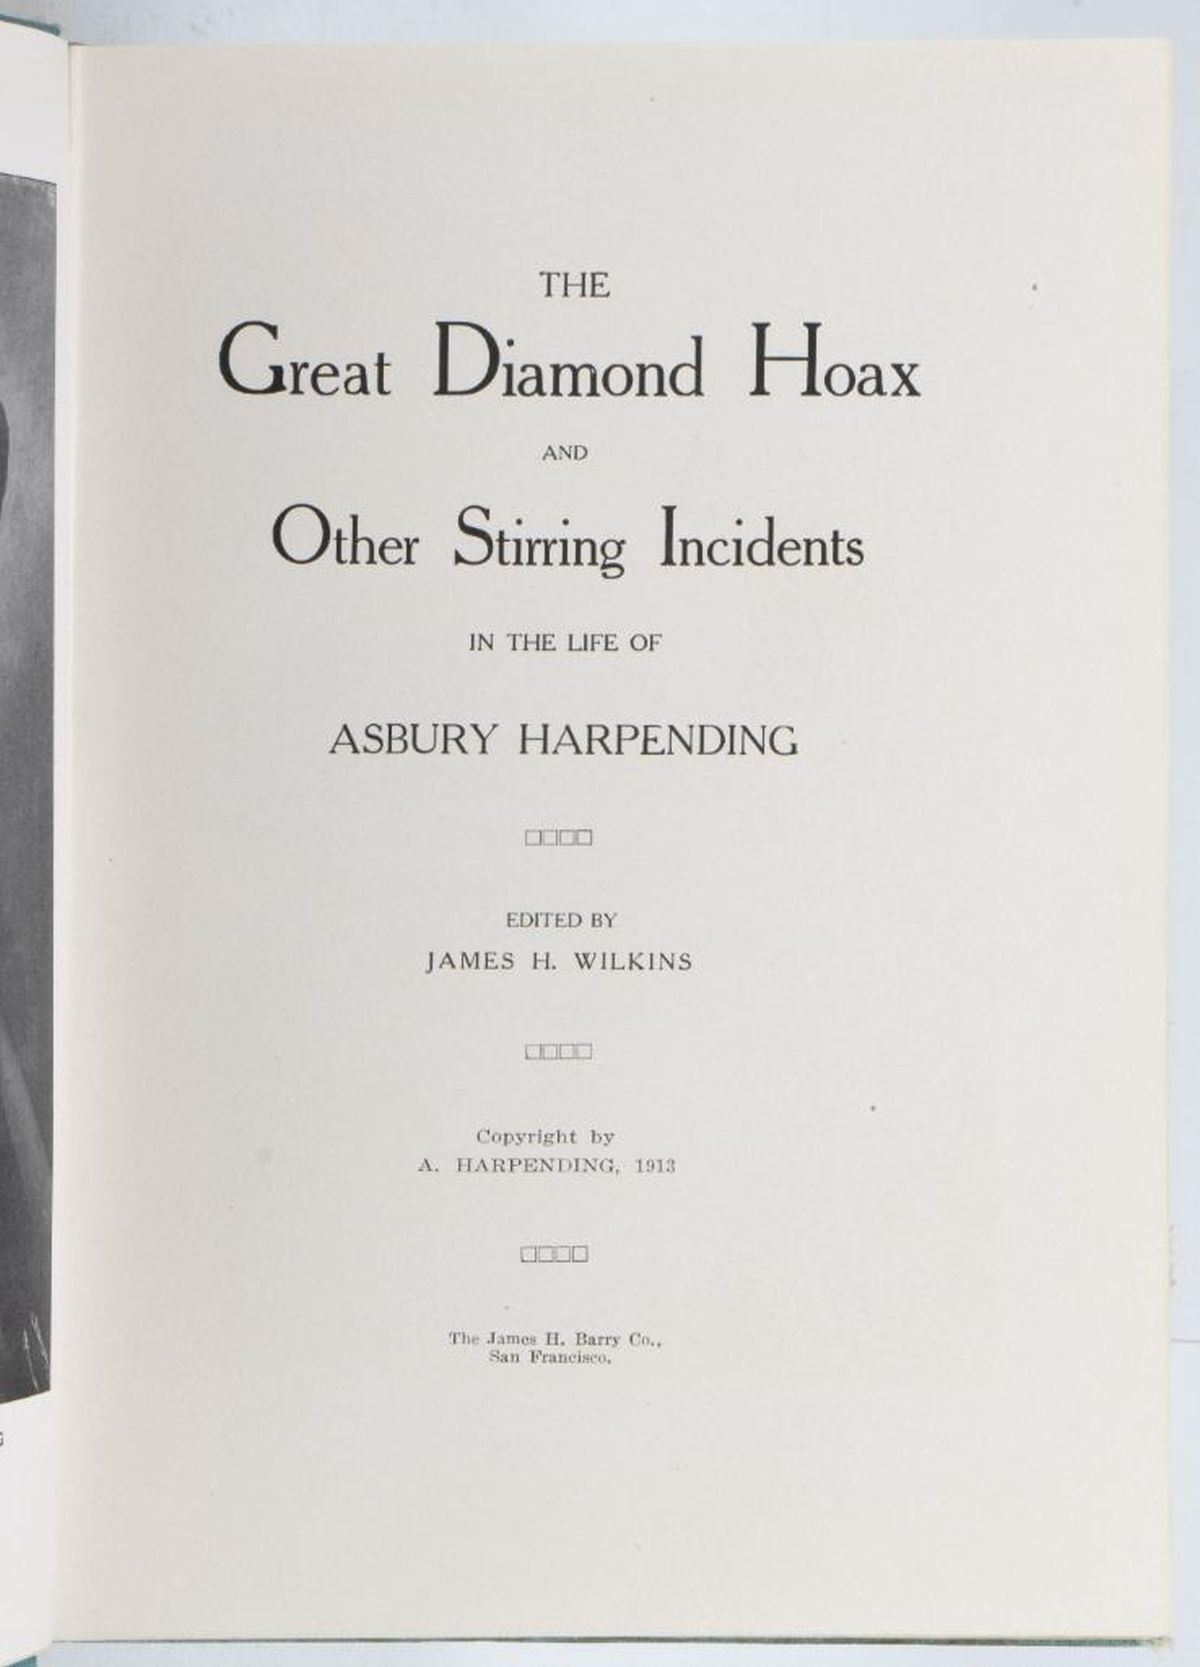 THE
Great Diamond Hoax
AND
Other Stirring Incidents
IN THE LIFE OF
ASBURY HARPENDING
EDITED BY
JAMES H. WILKINS
Copyright by
A. HARPENDING, 1913
The James H. Barry Co.,
San Francisco.